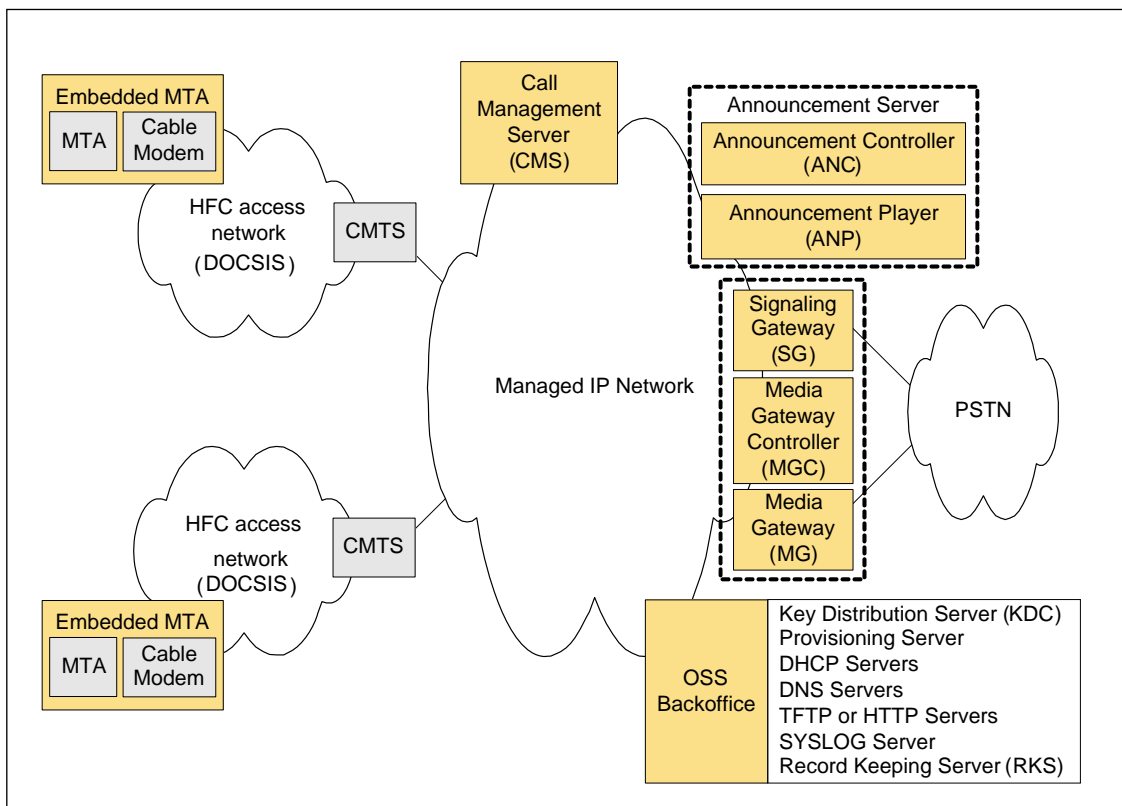 Embedded MTA
MTA
Cable
Modem
HFC access
network
(DOCSIS)
CMTS
Call
Management
Server
(CMS)
Announcement Server
Announcement Controller
(ANC)
Announcement Player
(ANP)
Signaling
Gateway
(SG)
Media
Gateway
Controller
(MGC)
Media
Gateway
(MG)
Managed IP Network
PSTN
HFC access
network
(DOCSIS)
CMTS
Embedded MTA
MTA
Cable
Modem
OSS
Backoffice
Key Distribution Server (KDC)
Provisioning Server
DHCP Servers
DNS Servers
TFTP or HTTP Servers
SYSLOG Server
Record Keeping Server (RKS)